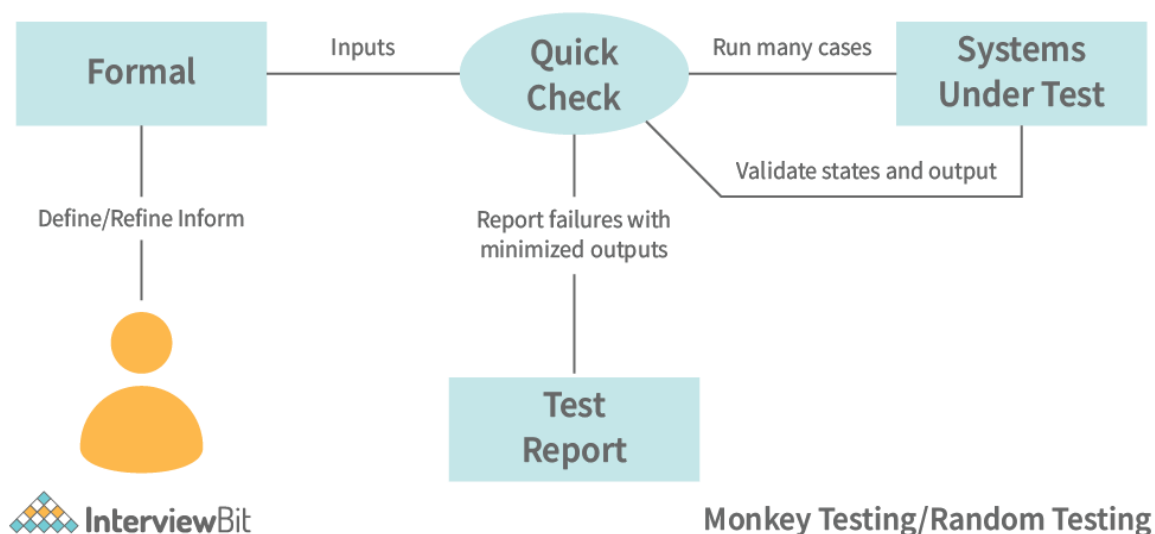 Formal
Inputs
Quick
Check
Run many cases
Systems
Under Test
Validate states and output
Define/Refine Inform
Report failures with
minimized outputs
Test
Report
InterviewBit
Monkey Testing/Random Testing